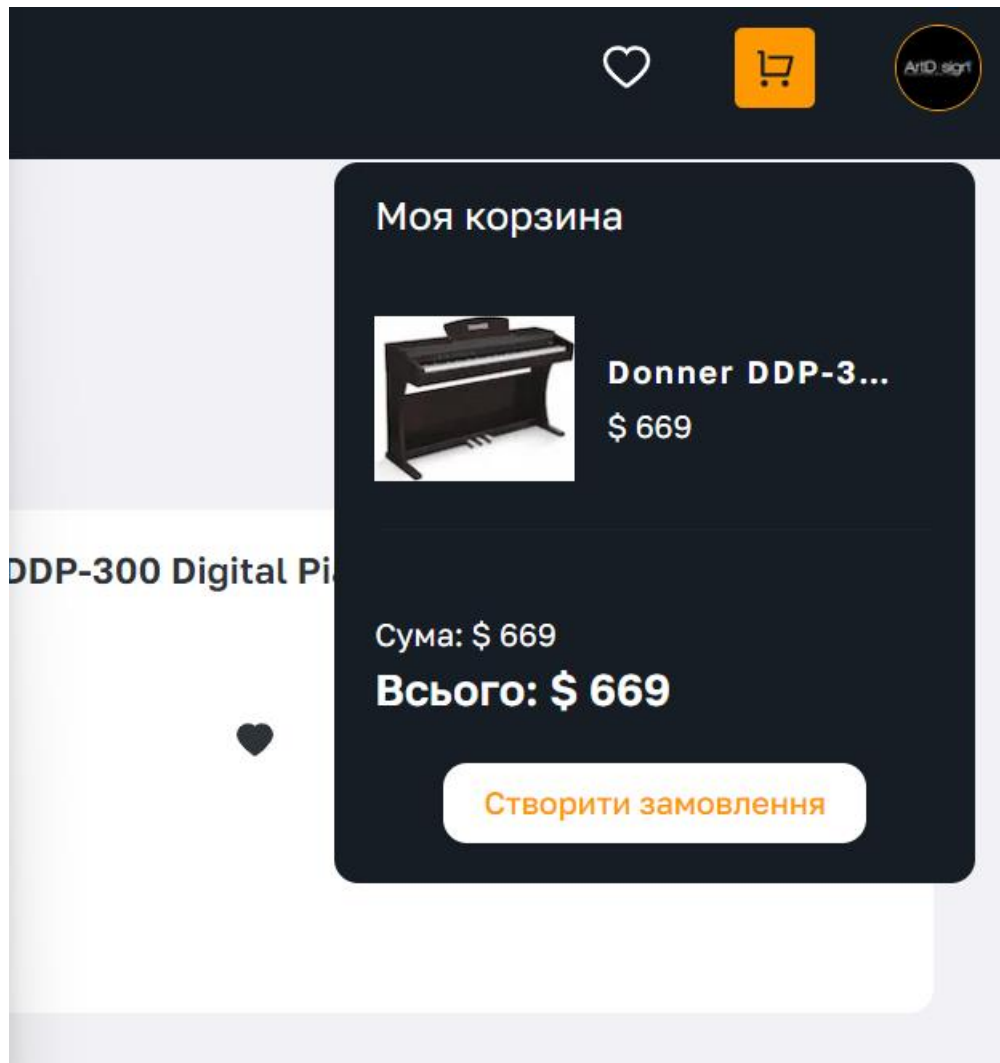 ArtD_sign
Моя корзина
Donner DDP-3...
$ 669
DDP-300 Digital Pi
Сума: $ 669
Всього: $ 669
Створити замовлення